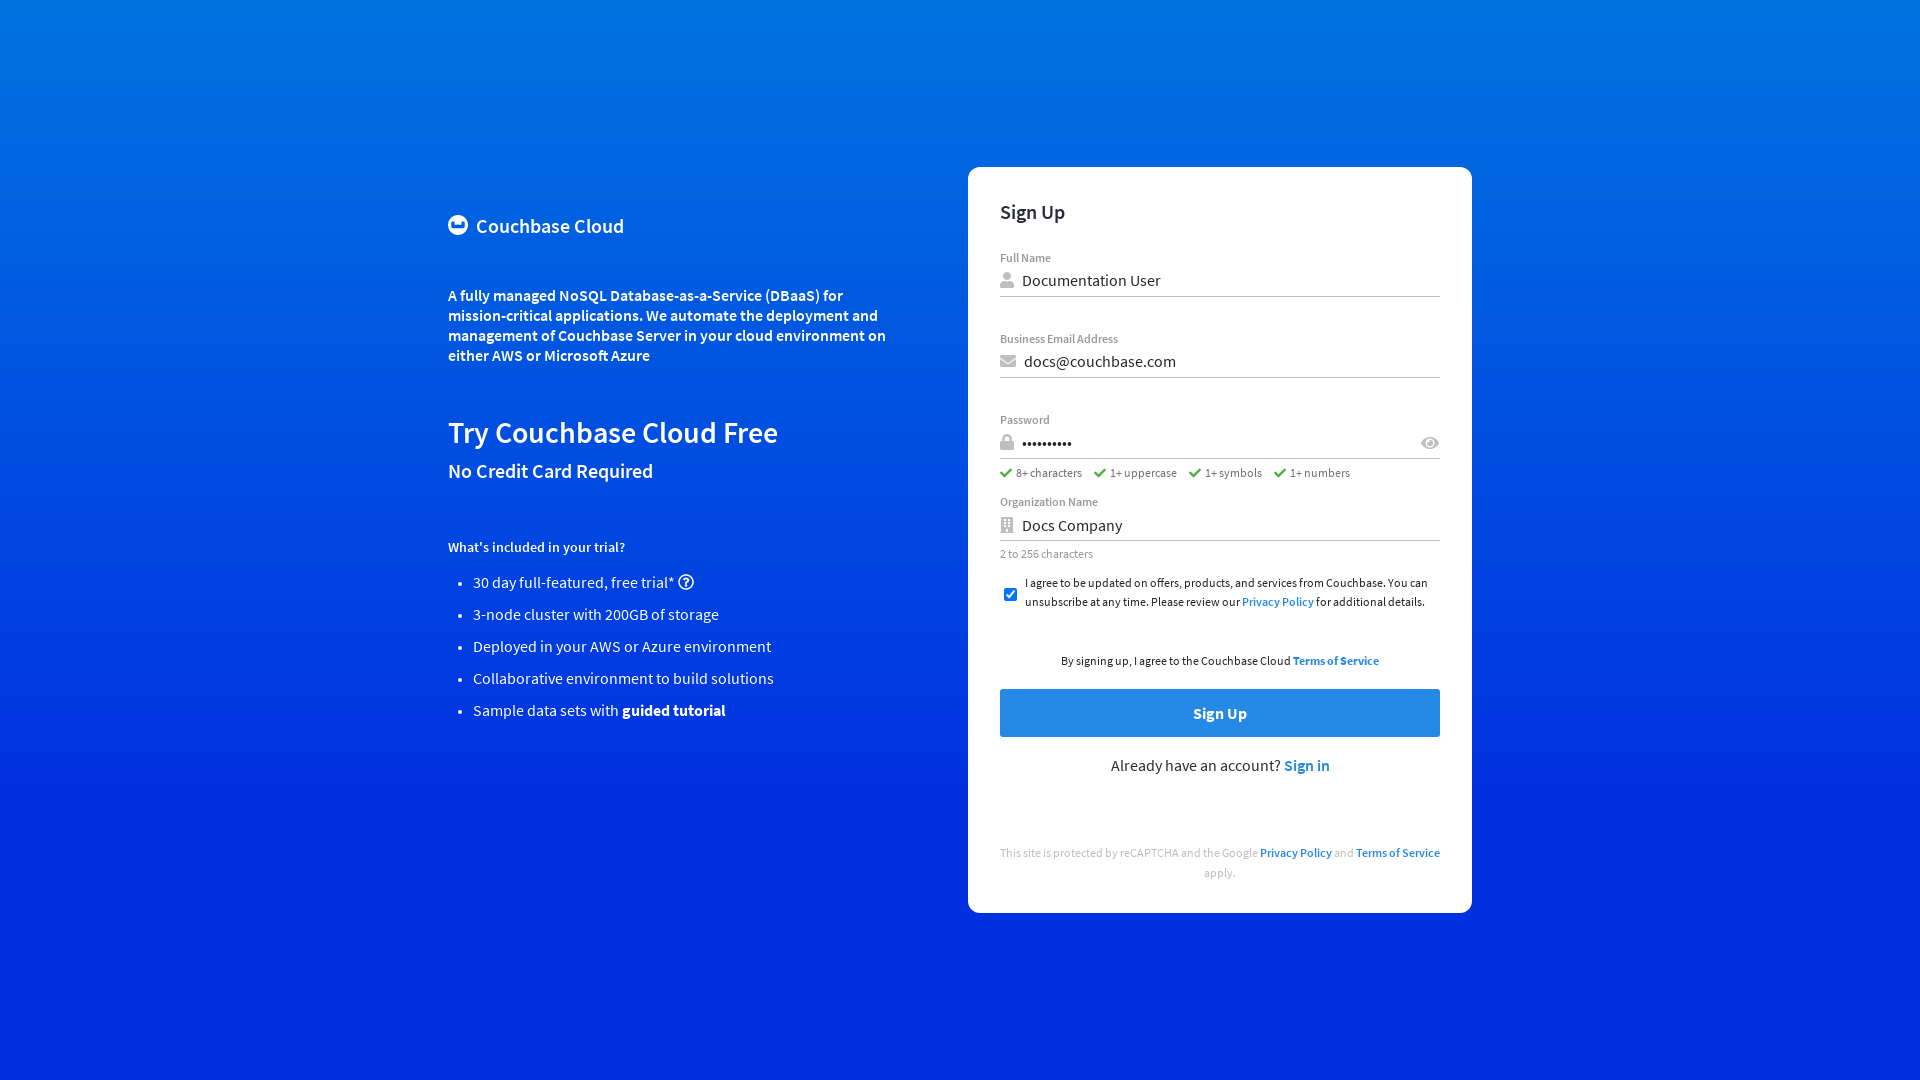 Couchbase Cloud
A fully managed NoSQL Database-as-a-Service (DBaaS) for
mission-critical applications. We automate the deployment and
management of Couchbase Server in your cloud environment on
either AWS or Microsoft Azure
Try Couchbase Cloud Free
No Credit Card Required
What's included in your trial?
• 30 day full-featured, free trial*
• 3-node cluster with 200GB of storage
• Deployed in your AWS or Azure environment
• Collaborative environment to build solutions
• Sample data sets with guided tutorial
Sign Up
Full Name
Documentation User
Business Email Address
docs@couchbase.com
Password
••••••••••
8+ characters 1+ uppercase 1+ symbols 1+ numbers
Organization Name
Docs Company
2 to 256 characters
I agree to be updated on offers, products, and services from Couchbase. You can
unsubscribe at any time. Please review our Privacy Policy for additional details.
By signing up, I agree to the Couchbase Cloud Terms of Service
Sign Up
Already have an account? Sign in
This site is protected by reCAPTCHA and the Google Privacy Policy and Terms of Service
apply.